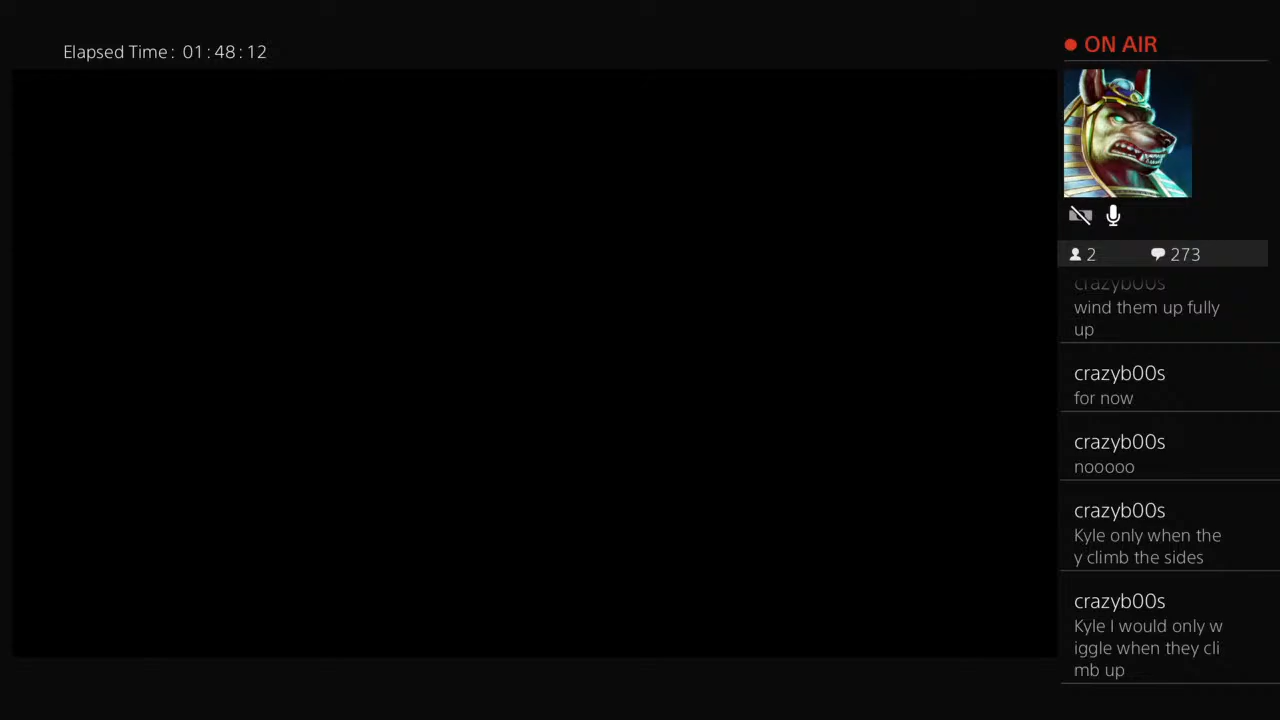 Elapsed Time: 01:48:12
ON AIR
2 273
crazyb00s
wind them up fully
up
crazyb00s
for now
crazyb00s
nooooo
crazyb00s
Kyle only when the
y climb the sides
crazyb00s
Kyle I would only w
iggle when they cli
mb up